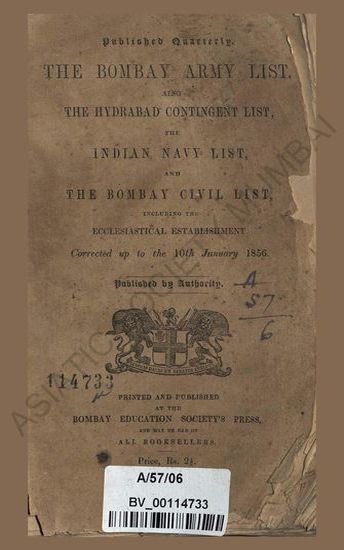 Published Quarterly.
THE BOMBAY ARMY LIST,
ALSO
THE HYDRABAD CONTINGENT LIST,
THE
INDIAN NAVY LIST,
AND
THE BOMBAY CIVIL LIST,
INCLUDING THE
ECCLESIASTICAL ESTABLISHMENT
Corrected up to the 10th January 1856.
Published by Authority.
A
57
6
114733
PRINTED AND PUBLISHED
AT THE
BOMBAY EDUCATION SOCIETY'S PRESS,
AND MAY BE HAD OF
ALL BOOKSELLERS.
Price, Rs. 2½.
A/57/06
BV_00114733
ASIATIC SOCIETY MUMBAI